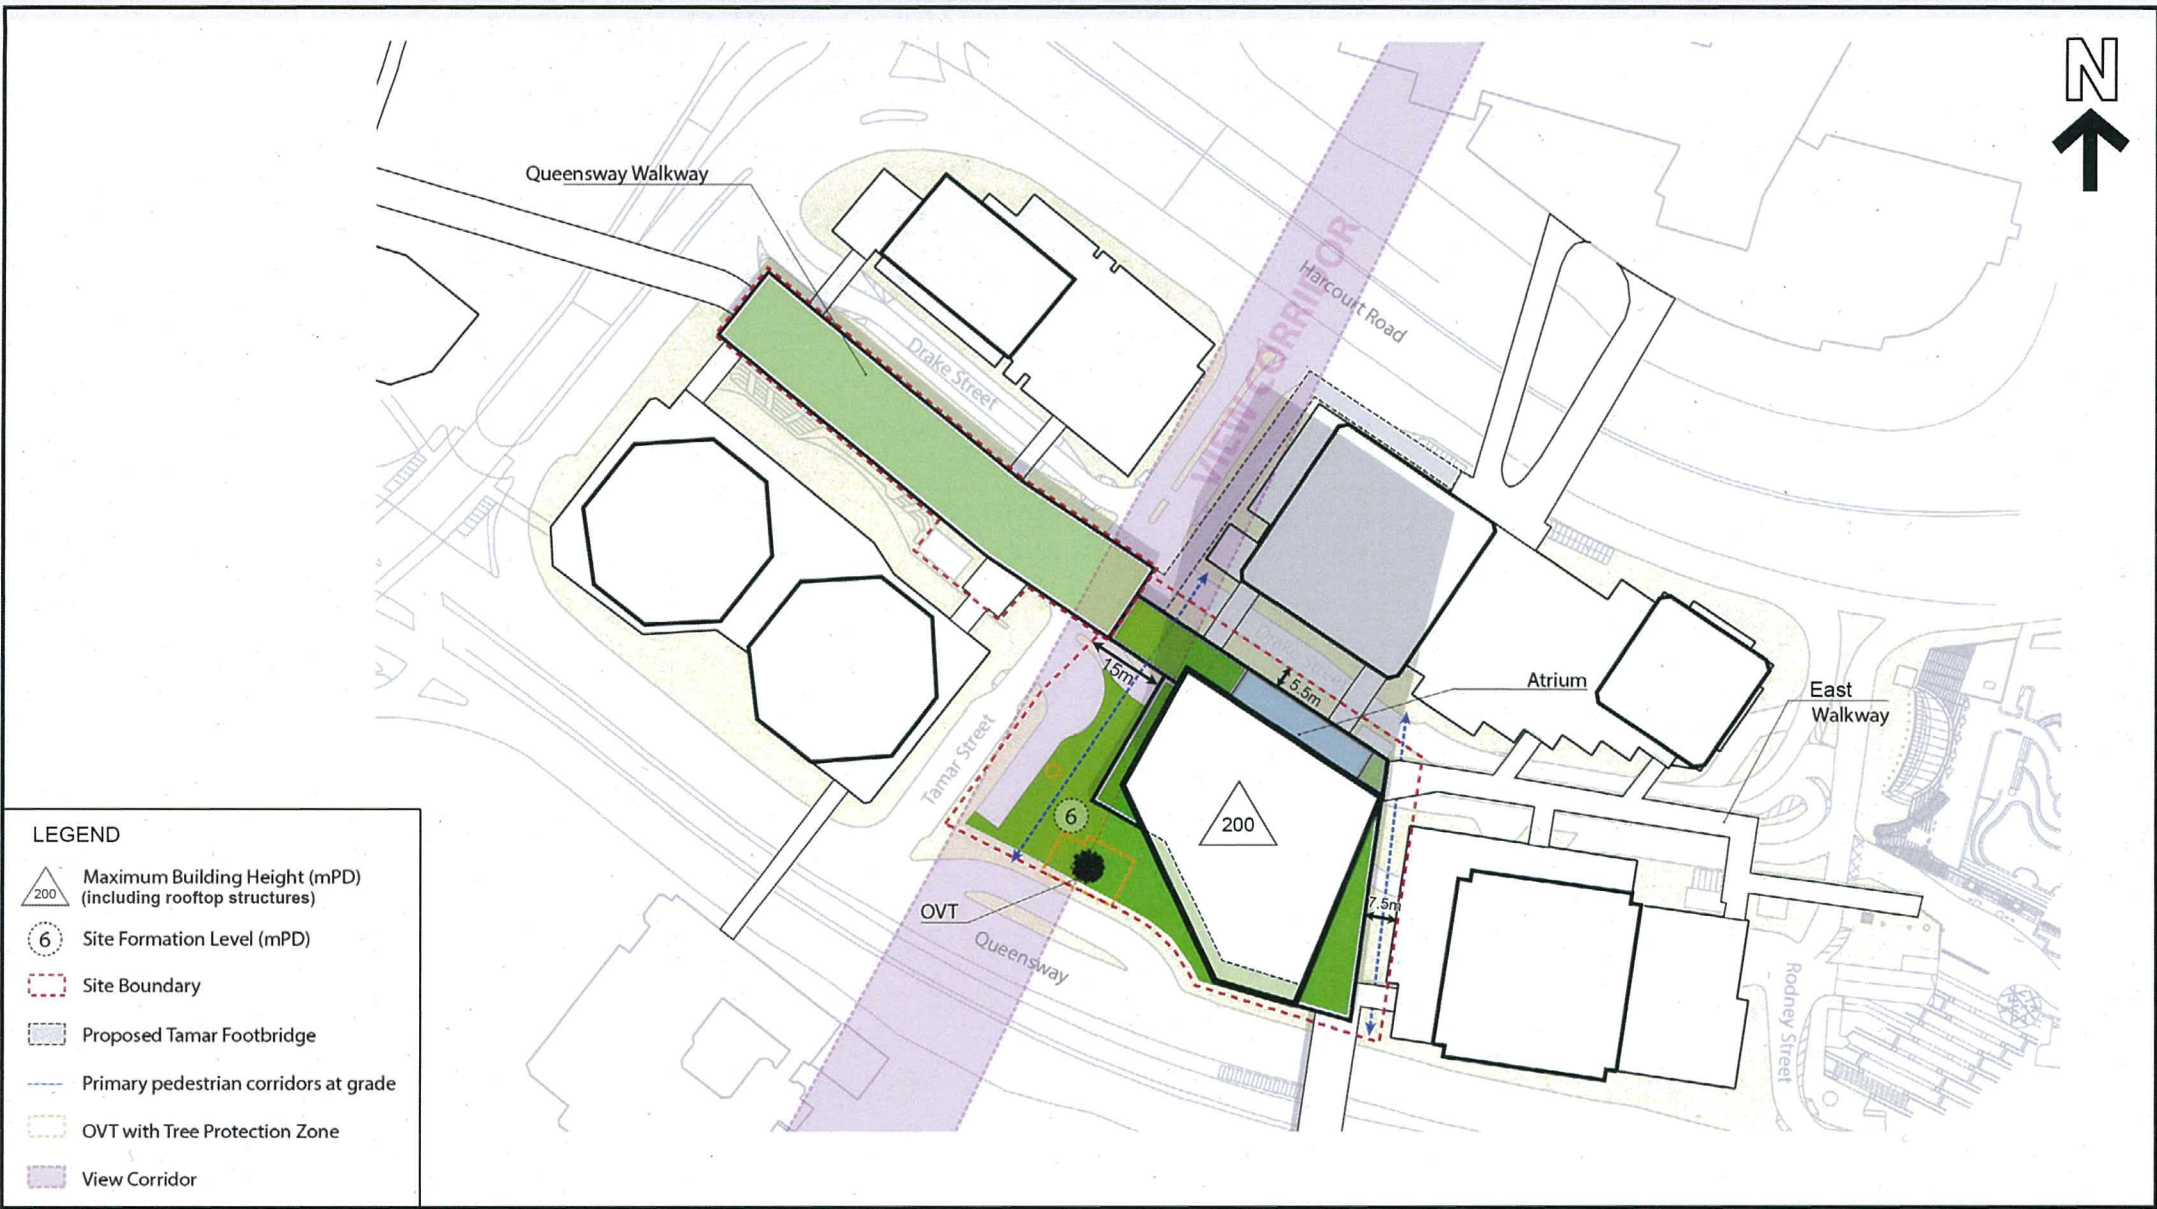 N
Queensway Walkway
Harcourt Road
VIEW CORRIDOR
Drake Street
Drake Street
15m
5.5m
Atrium
East
Walkway
Tamar Street
6
200
OVT
7.5m
Queensway
Rodney Street
LEGEND
200
Maximum Building Height (mPD)
(including rooftop structures)
6
Site Formation Level (mPD)
Site Boundary
Proposed Tamar Footbridge
Primary pedestrian corridors at grade
OVT with Tree Protection Zone
View Corridor